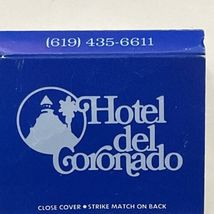 (619) 435-6611
Hotel
del
Coronado
CLOSE COVER • STRIKE MATCH ON BACK